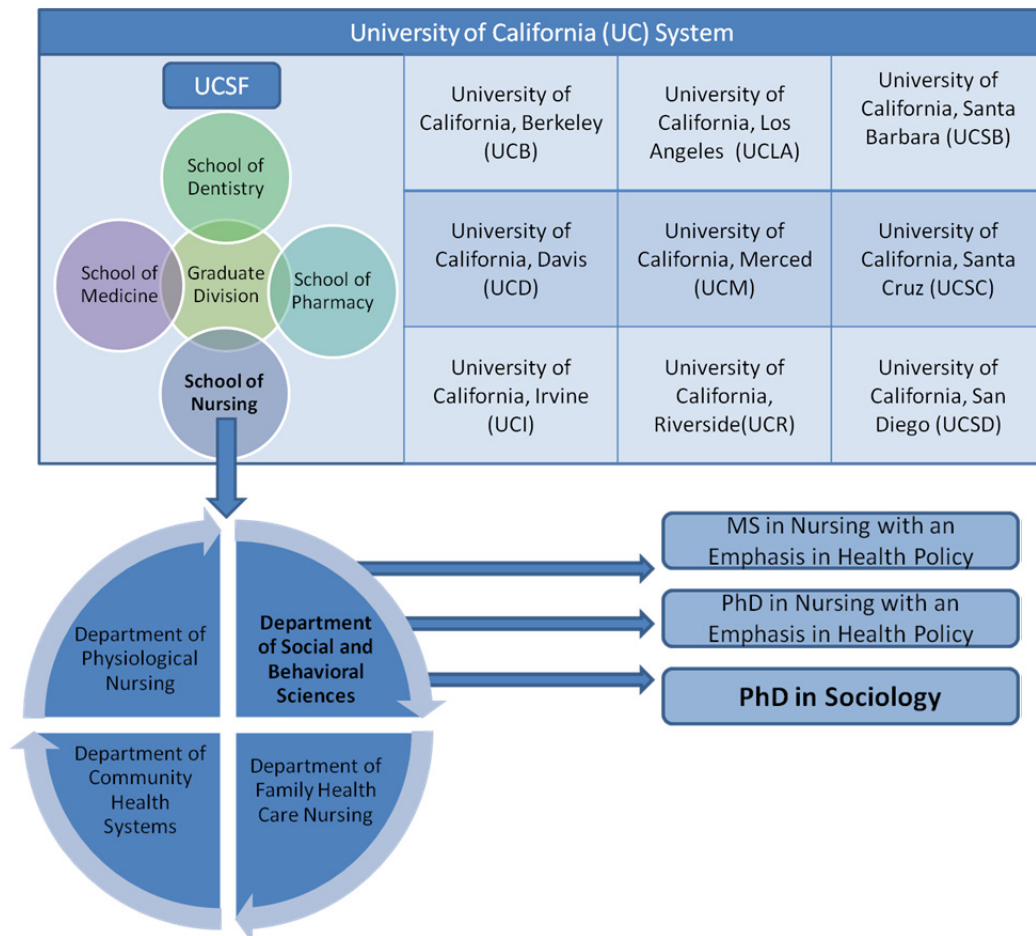 University of California (UC) System
UCSF
School of
Dentistry
School of
Medicine
Graduate
Division
School of
Pharmacy
School of
Nursing
University of
California, Berkeley
(UCB)
University of
California, Los
Angeles (UCLA)
University of
California, Santa
Barbara (UCSB)
University of
California, Davis
(UCD)
University of
California, Merced
(UCM)
University of
California, Santa
Cruz (UCSC)
University of
California, Irvine
(UCI)
University of
California,
Riverside(UCR)
University of
California, San
Diego (UCSD)
Department of
Physiological
Nursing
Department
of Social and
Behavioral
Sciences
Department of
Community
Health
Systems
Department of
Family Health
Care Nursing
MS in Nursing with an
Emphasis in Health Policy
PhD in Nursing with an
Emphasis in Health Policy
PhD in Sociology